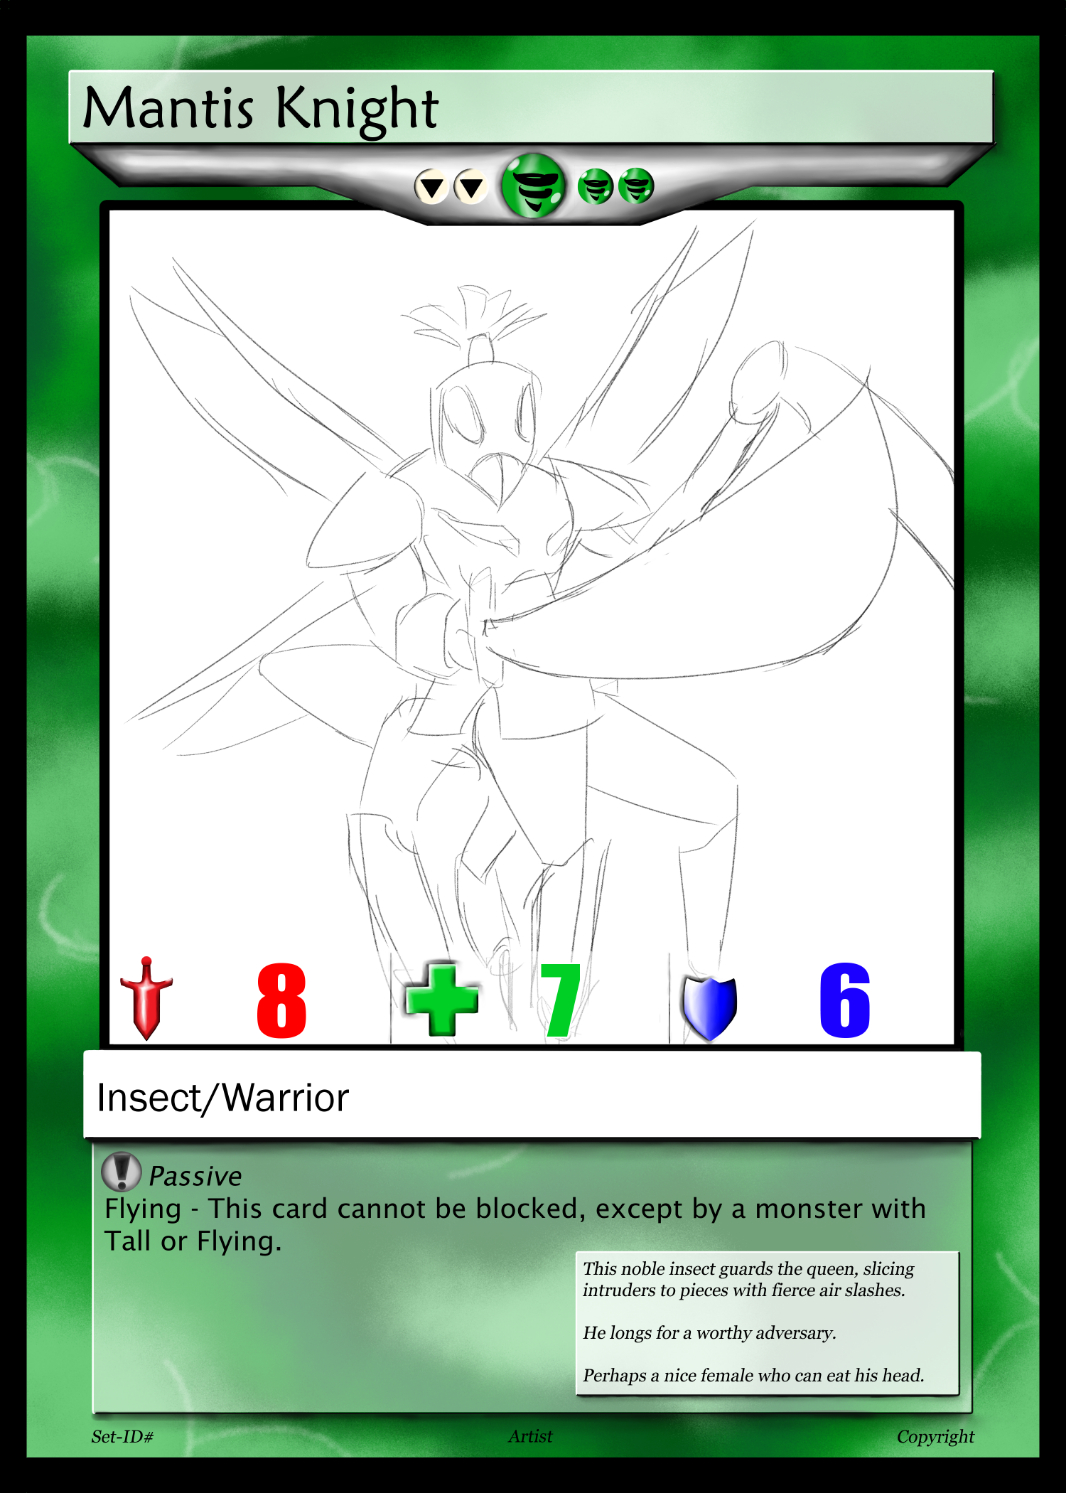 Mantis Knight
8
7
6
Insect/Warrior
Passive
Flying - This card cannot be blocked, except by a monster with
Tall or Flying.
This noble insect guards the queen, slicing
intruders to pieces with fierce air slashes.
He longs for a worthy adversary.
Perhaps a nice female who can eat his head.
Set-ID#
Artist
Copyright